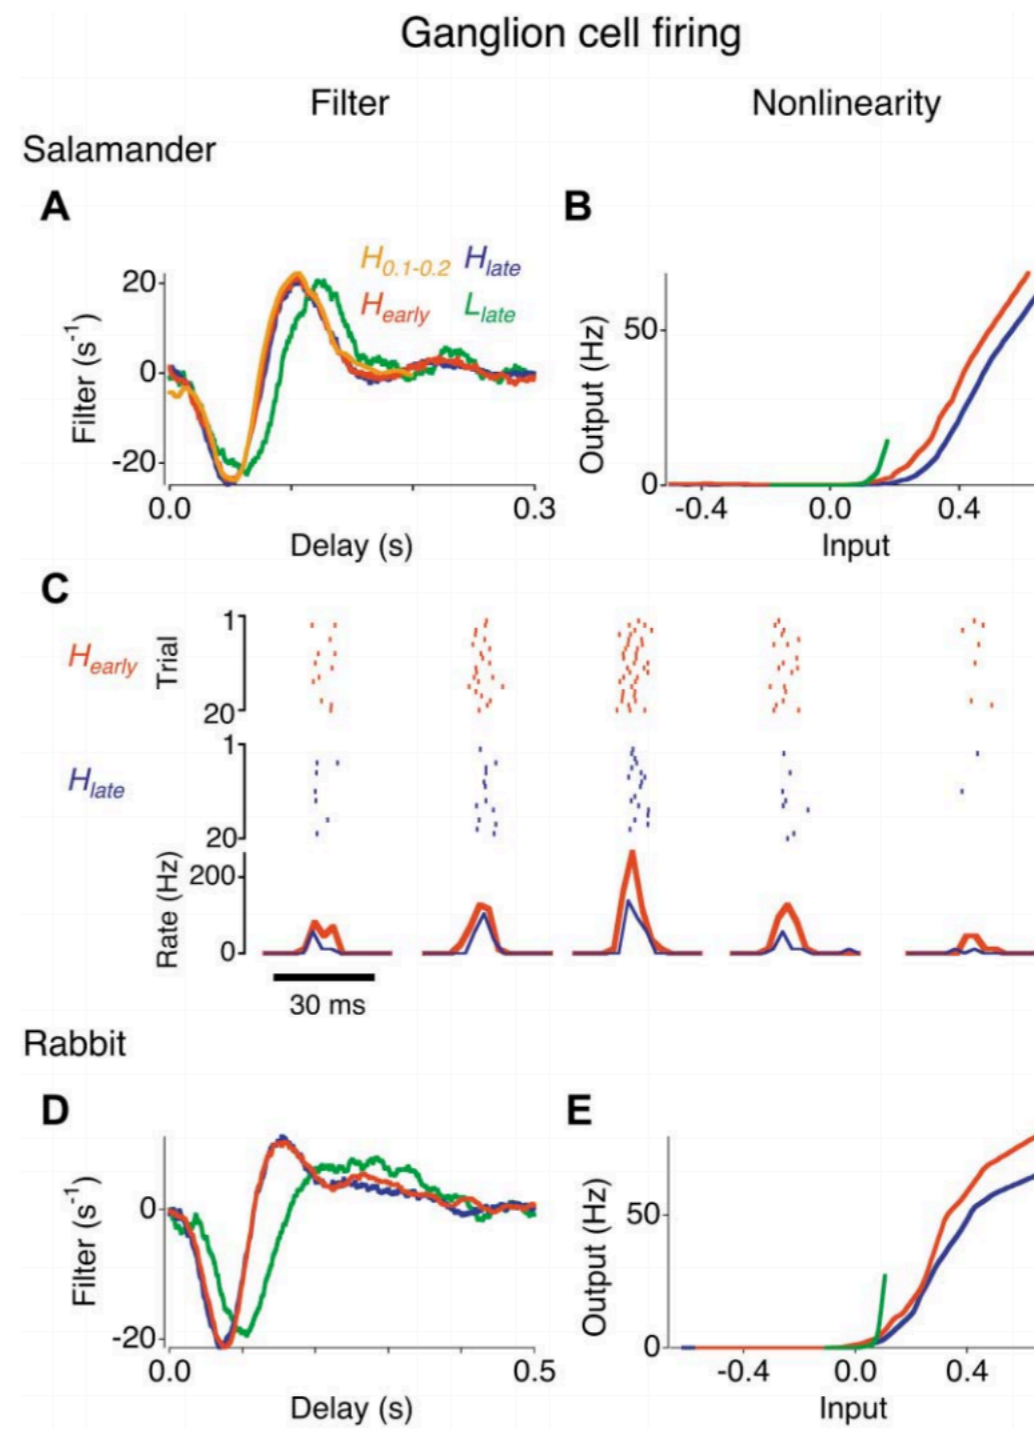 Ganglion cell firing
Filter Nonlinearity
Salamander
A B
H0.1-0.2 Hlate
Hearly Llate
20
0
-20
Filter (s-1)
0.0 0.3
Delay (s)
50
0
Output (Hz)
-0.4 0.0 0.4
Input
C
Hearly
Trial
1
20
Hlate
1
20
Rate (Hz)
200
0
30 ms
Rabbit
D E
0
-20
Filter (s-1)
0.0 0.5
Delay (s)
50
0
Output (Hz)
-0.4 0.0 0.4
Input